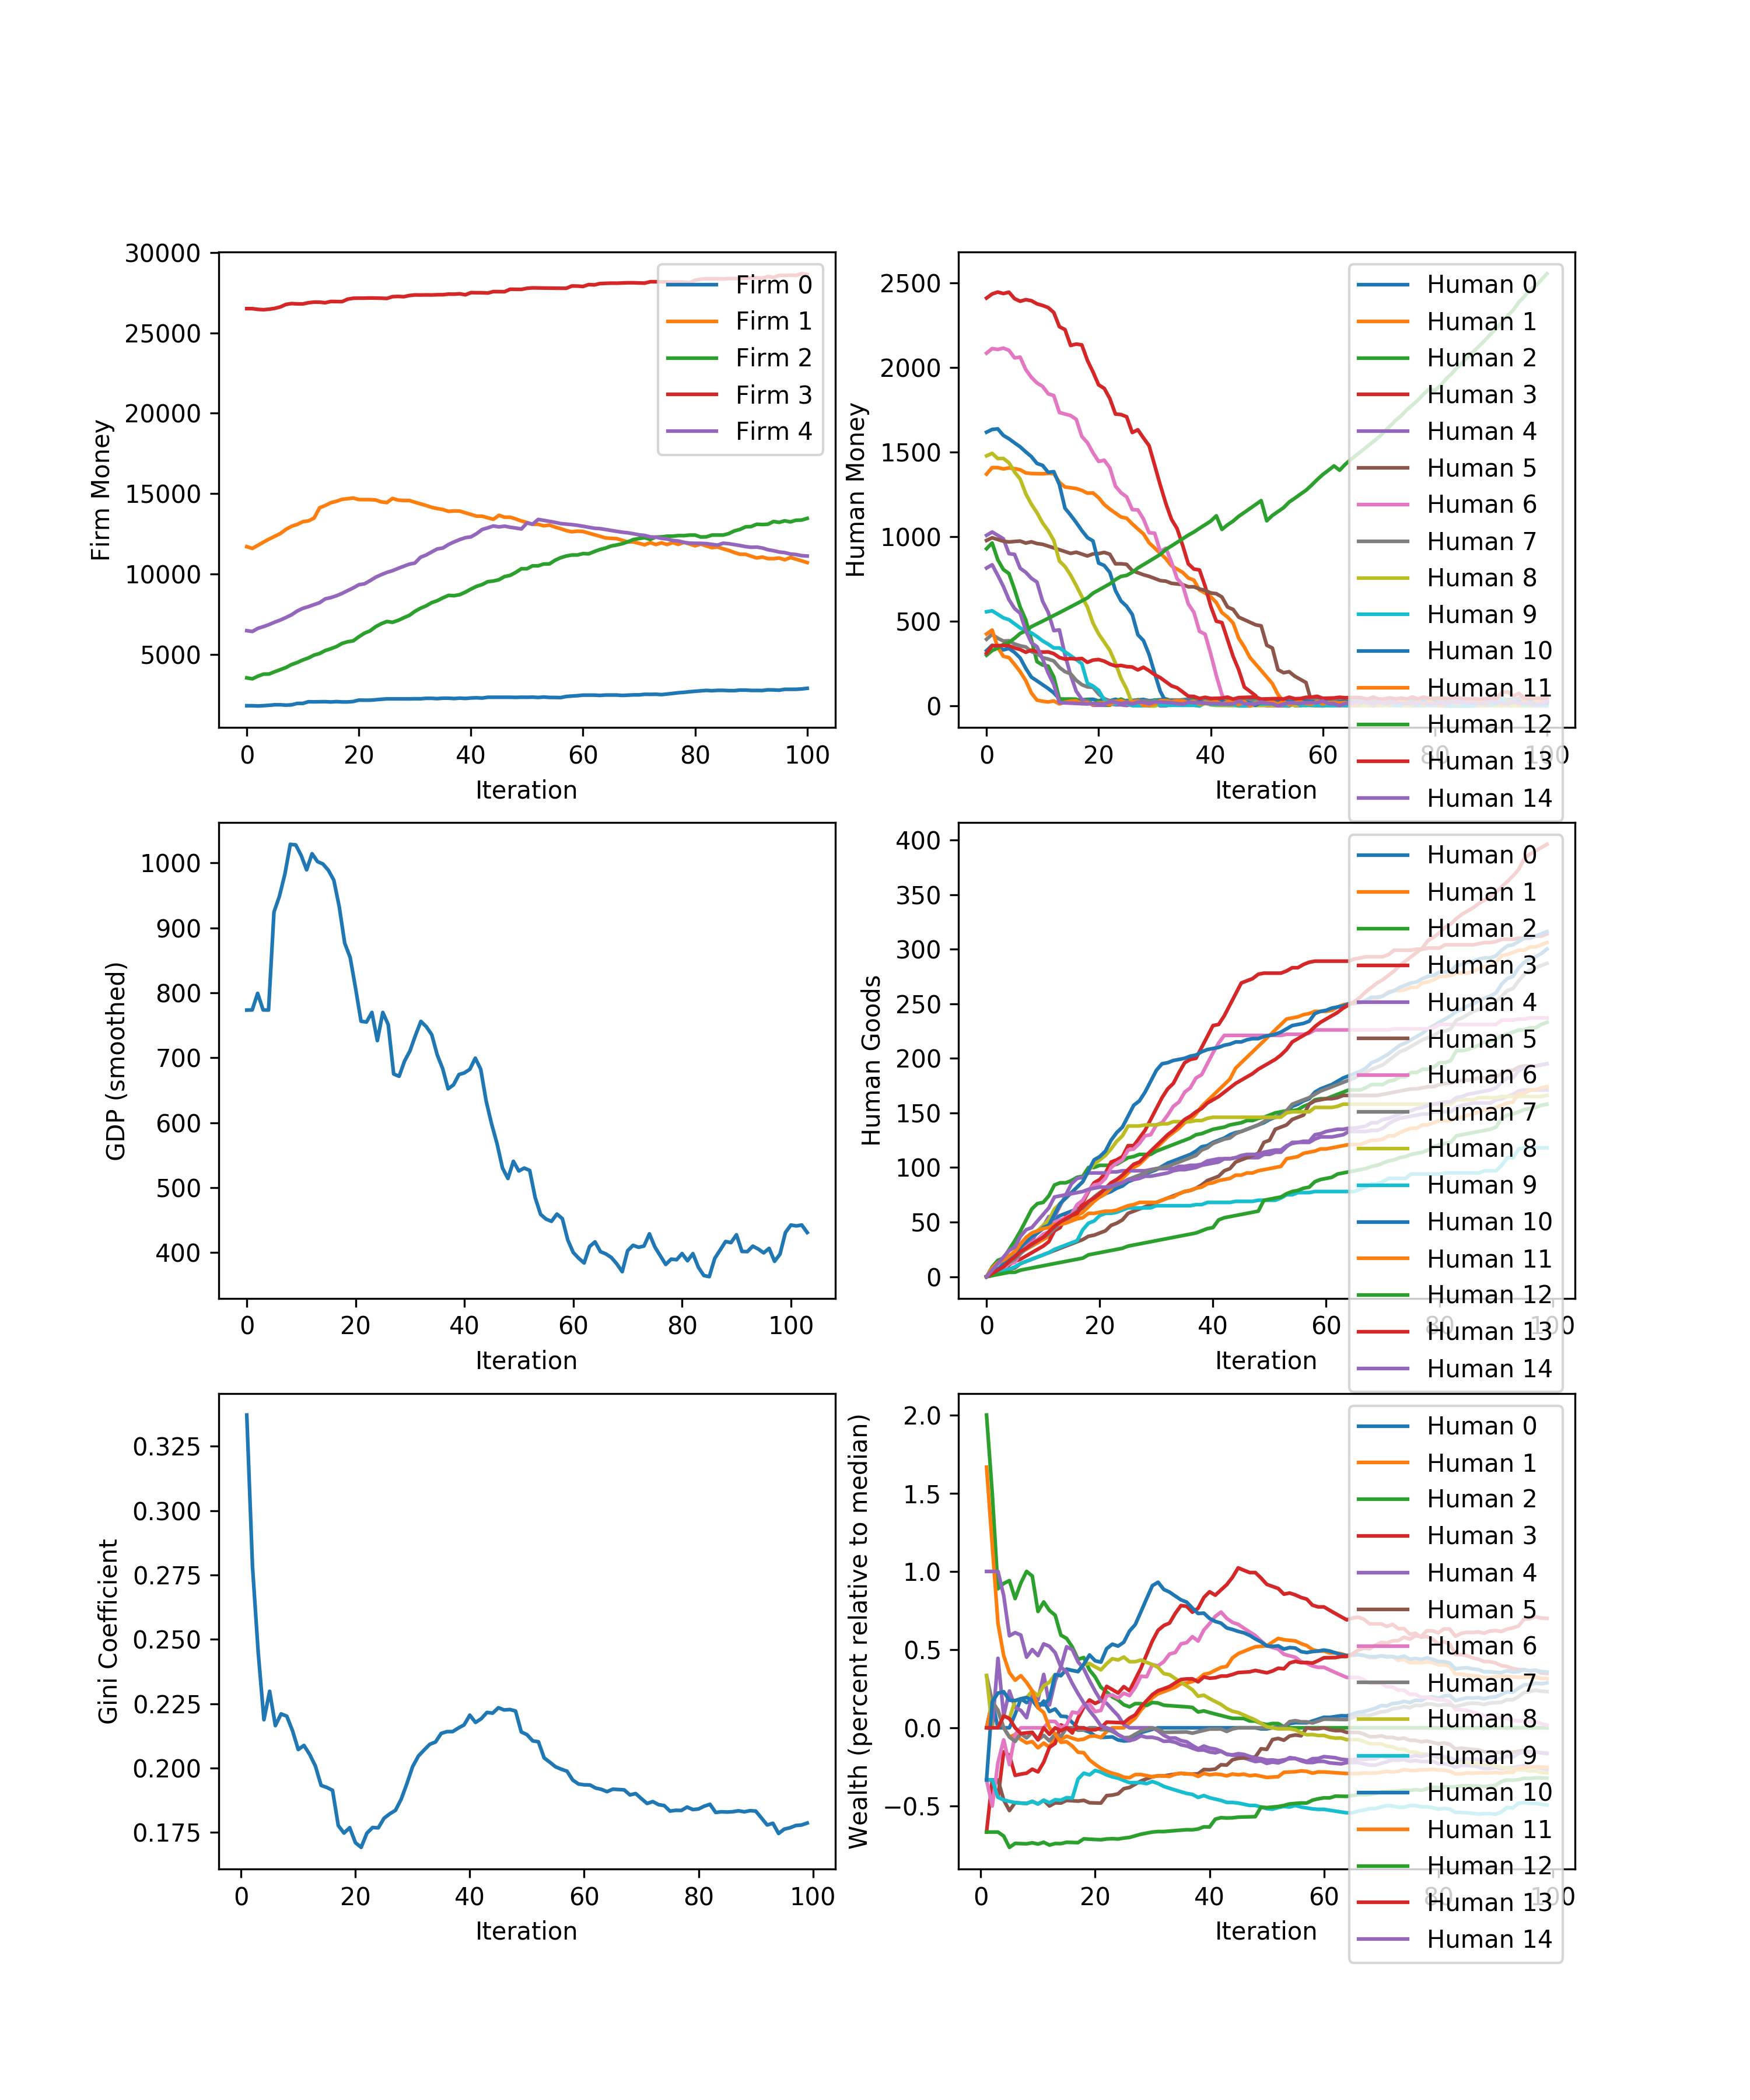 30000
25000
20000
15000
10000
5000
Firm Money
0 20 40 60 80 100
Iteration
Firm 0
Firm 1
Firm 2
Firm 3
Firm 4
2500
2000
1500
1000
500
0
Human Money
0 20 40 60 80 100
Iteration
Human 0
Human 1
Human 2
Human 3
Human 4
Human 5
Human 6
Human 7
Human 8
Human 9
Human 10
Human 11
Human 12
Human 13
Human 14
1000
900
800
700
600
500
400
GDP (smoothed)
0 20 40 60 80 100
Iteration
400
350
300
250
200
150
100
50
0
Human Goods
0 20 40 60 80 100
Iteration
Human 0
Human 1
Human 2
Human 3
Human 4
Human 5
Human 6
Human 7
Human 8
Human 9
Human 10
Human 11
Human 12
Human 13
Human 14
0.325
0.300
0.275
0.250
0.225
0.200
0.175
Gini Coefficient
0 20 40 60 80 100
Iteration
2.0
1.5
1.0
0.5
0.0
−0.5
Wealth (percent relative to median)
0 20 40 60 80 100
Iteration
Human 0
Human 1
Human 2
Human 3
Human 4
Human 5
Human 6
Human 7
Human 8
Human 9
Human 10
Human 11
Human 12
Human 13
Human 14